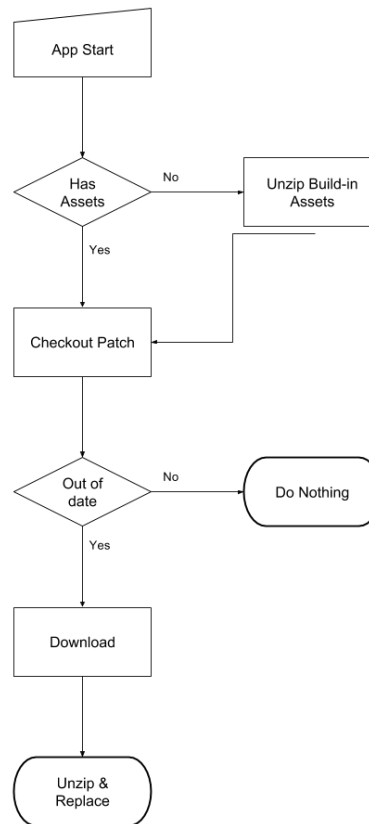 App Start
Has
Assets
No
Unzip Build-in
Assets
Yes
Checkout Patch
Out of
date
No
Do Nothing
Yes
Download
Unzip &
Replace